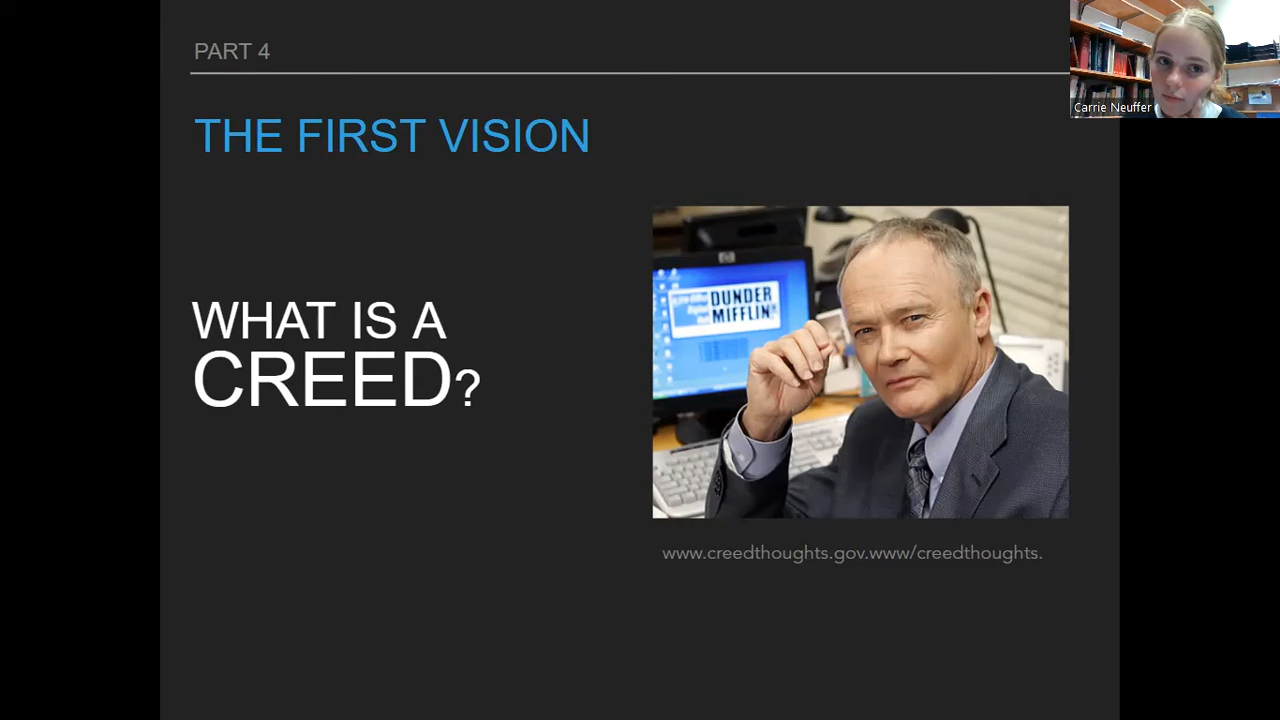 PART 4
THE FIRST VISION
WHAT IS A
CREED?
DUNDER
MIFFLIN
www.creedthoughts.gov.www/creedthoughts.
Carrie Neuffer